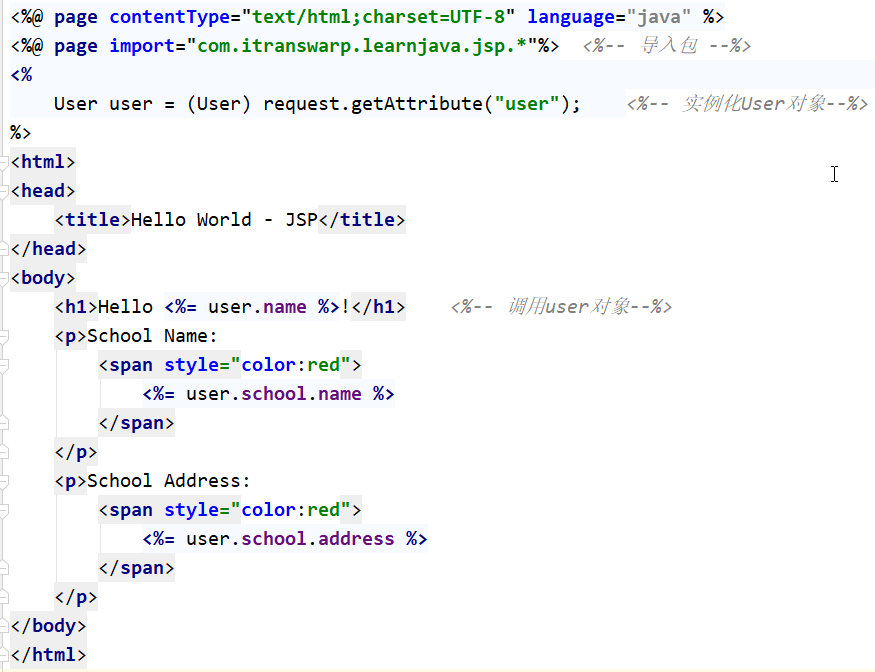 <%@ page contentType="text/html;charset=UTF-8" language="java" %>
<%@ page import="com.itranswarp.learnjava.jsp.*"%>  <%-- 导入包 --%>
<%
    User user = (User) request.getAttribute("user");    <%-- 实例化User对象--%>
%>
<html>
<head>
    <title>Hello World - JSP</title>
</head>
<body>
    <h1>Hello <%= user.name %>!</h1>    <%-- 调用user对象--%>
    <p>School Name:
        <span style="color:red">
            <%= user.school.name %>
        </span>
    </p>
    <p>School Address:
        <span style="color:red">
            <%= user.school.address %>
        </span>
    </p>
</body>
</html>